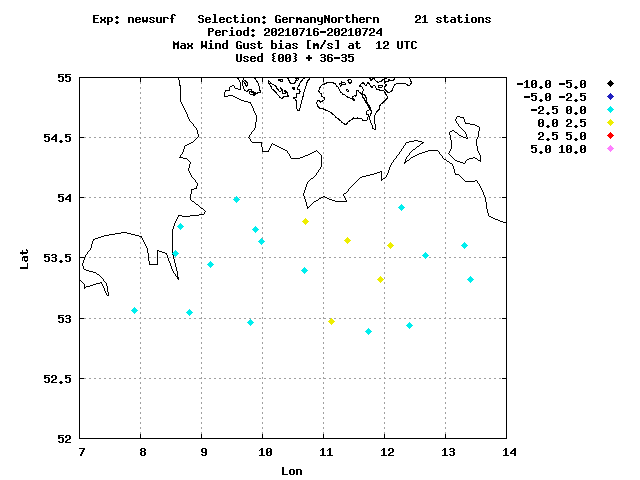 Exp: newsurf   Selection: GermanyNorthern     21 stations
Period: 20210716-20210724
Max Wind Gust bias [m/s] at  12 UTC
Used {00} + 36-35
-10.0 -5.0
-5.0 -2.5
-2.5 0.0
0.0 2.5
2.5 5.0
5.0 10.0
55
54.5
54
53.5
53
52.5
52
Lat
7 8 9 10 11 12 13 14
Lon